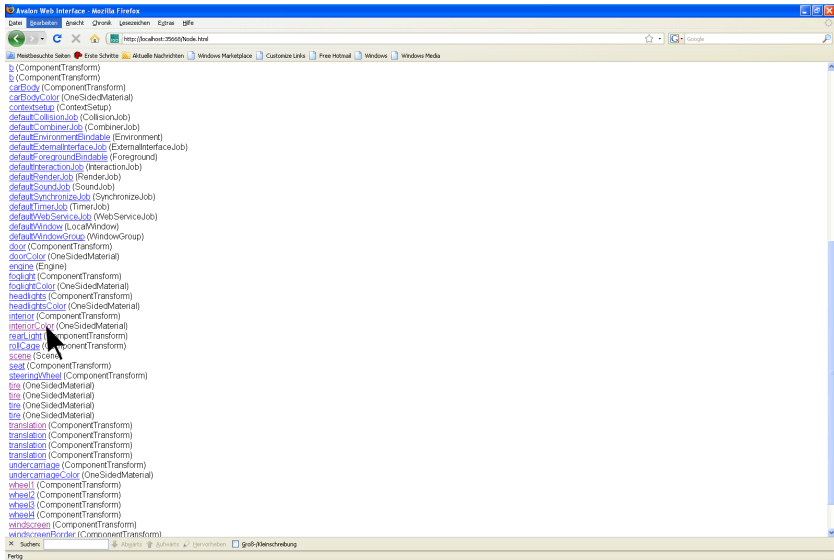 Avalon Web Interface - Mozilla Firefox
Datei Bearbeiten Ansicht Chronik Lesezeichen Extras Hilfe
http://localhost:35668/Node.html
Google
Meistbesuchte Seiten Erste Schritte Aktuelle Nachrichten Windows Marketplace Customize Links Free Hotmail Windows Windows Media
b (ComponentTransform)
b (ComponentTransform)
carBody (ComponentTransform)
carBodyColor (OneSidedMaterial)
contextsetup (ContextSetup)
defaultCollisionJob (CollisionJob)
defaultCombinerJob (CombinerJob)
defaultEnvironmentBindable (Environment)
defaultExternalInterfaceJob (ExternalInterfaceJob)
defaultForegroundBindable (Foreground)
defaultInteractionJob (InteractionJob)
defaultRenderJob (RenderJob)
defaultSoundJob (SoundJob)
defaultSynchronizeJob (SynchronizeJob)
defaultTimerJob (TimerJob)
defaultWebServiceJob (WebServiceJob)
defaultWindow (LocalWindow)
defaultWindowGroup (WindowGroup)
door (ComponentTransform)
doorColor (OneSidedMaterial)
engine (Engine)
foglight (ComponentTransform)
foglightColor (OneSidedMaterial)
headlights (ComponentTransform)
headlightsColor (OneSidedMaterial)
interior (ComponentTransform)
interiorColor (OneSidedMaterial)
rearLight (ComponentTransform)
rollCage (ComponentTransform)
scene (Scene)
seat (ComponentTransform)
steeringWheel (ComponentTransform)
tire (OneSidedMaterial)
tire (OneSidedMaterial)
tire (OneSidedMaterial)
tire (OneSidedMaterial)
translation (ComponentTransform)
translation (ComponentTransform)
translation (ComponentTransform)
translation (ComponentTransform)
undercarriage (ComponentTransform)
undercarriageColor (OneSidedMaterial)
wheel1 (ComponentTransform)
wheel2 (ComponentTransform)
wheel3 (ComponentTransform)
wheel4 (ComponentTransform)
windscreen (ComponentTransform)
windscreenBorder (ComponentTransform)
Suchen: Abwärts Aufwärts Hervorheben Groß-/Kleinschreibung
Fertig